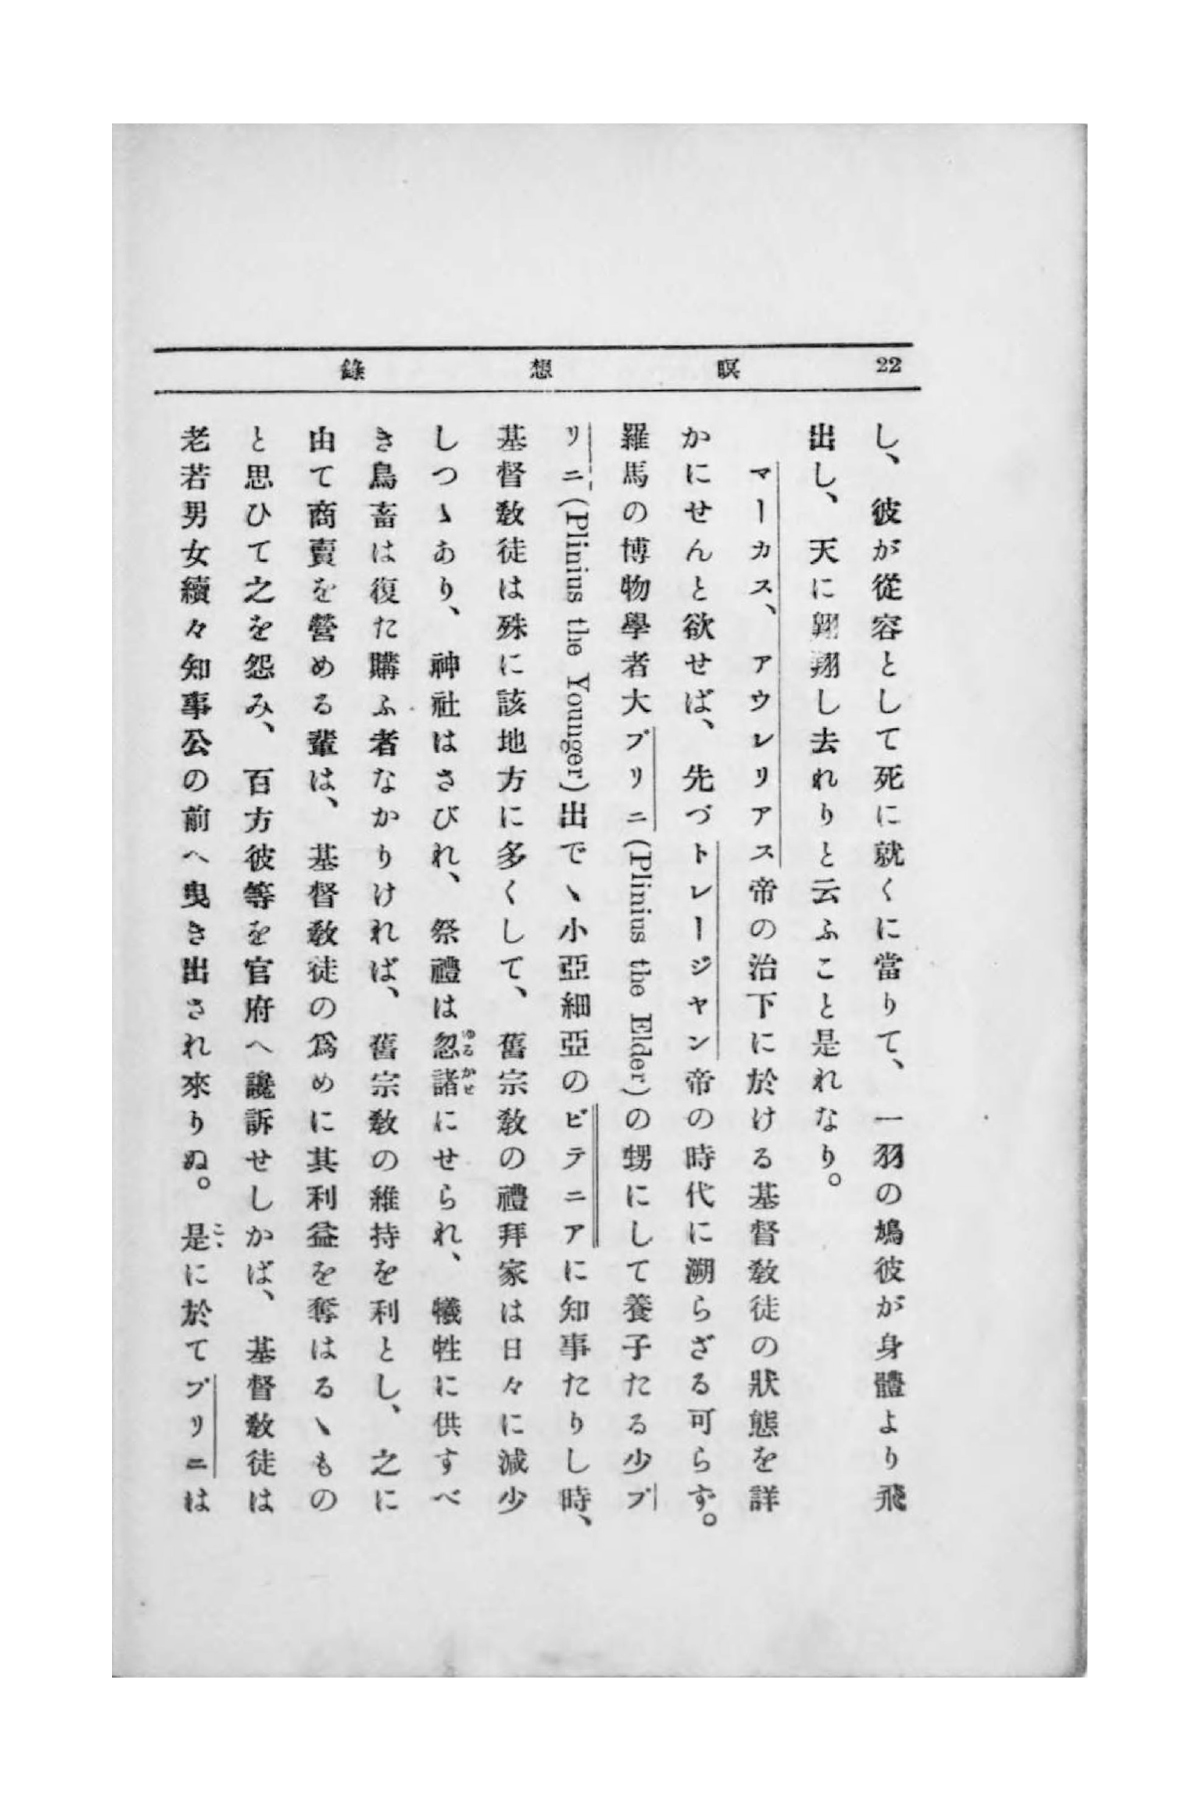 22 瞑想錄
し、彼が從容として死に就くに當りて、一羽の鳩彼が身體より飛
出し、天に翺翔し去れりと云ふこと是れなり。
マーカス、アウレリアス帝の治下に於ける基督敎徒の狀態を詳
かにせんと欲せば、先づトレージャン帝の時代に溯らざる可らず。
羅馬の博物學者大プリニ(Plinius the Elder)の甥にして養子たる少プ
リニ(Plinius the Younger)出でヽ小亞細亞のビテニアに知事たりし時、
基督敎徒は殊に該地方に多くして、舊宗敎の禮拜家は日々に減少
しつゝあり、神社はさびれ、祭禮は忽諸にせられ、犧牲に供すべ
き鳥畜は復た購ふ者なかりければ、舊宗敎の維持を利とし、之に
由て商賣を營める輩は、基督敎徒の爲めに其利益を奪はるヽもの
と思ひて之を怨み、百方彼等を官府へ讒訴せしかば、基督敎徒は
老若男女續々知事公の前へ曳き出され來りぬ。是に於てプリニは
ゆるかせ